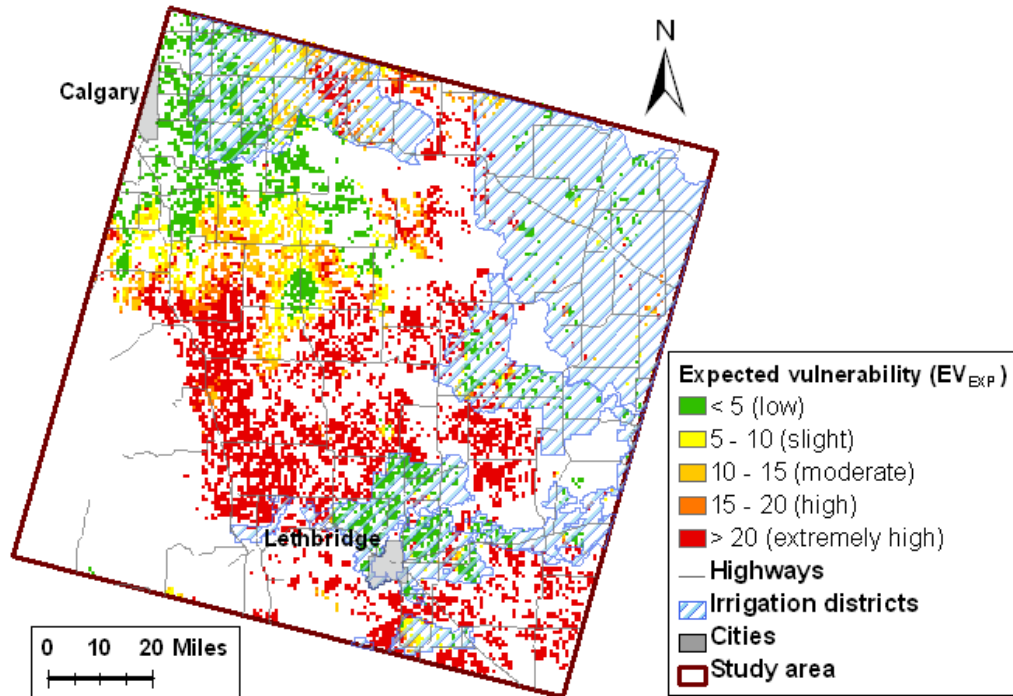 N
Calgary
Lethbridge
Expected vulnerability (EV_EXP)
< 5 (low)
5 - 10 (slight)
10 - 15 (moderate)
15 - 20 (high)
> 20 (extremely high)
Highways
Irrigation districts
Cities
Study area
0 10 20 Miles